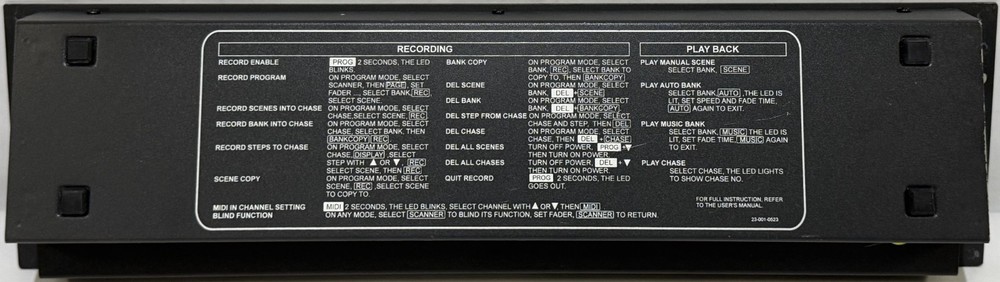 RECORDING
RECORD ENABLE PROG 2 SECONDS, THE LED
BLINKS.
RECORD PROGRAM ON PROGRAM MODE, SELECT
SCANNER, THEN PAGE, SET
FADER ..., SELECT BANK, REC,
SELECT SCENE.
RECORD SCENES INTO CHASE ON PROGRAM MODE, SELECT
CHASE,SELECT SCENE, REC
RECORD BANK INTO CHASE ON PROGRAM MODE, SELECT
CHASE, SELECT BANK, THEN
BANKCOPY REC.
RECORD STEPS TO CHASE ON PROGRAM MODE, SELECT
CHASE, DISPLAY ,SELECT
STEP WITH ▲ OR ▼, REC
SELECT SCENE, THEN REC
SCENE COPY ON PROGRAM MODE, SELECT
SCENE, REC ,SELECT SCENE
TO COPY TO.
BANK COPY ON PROGRAM MODE, SELECT
BANK, REC, SELECT BANK TO
COPY TO, THEN BANKCOPY
DEL SCENE ON PROGRAM MODE, SELECT
BANK, DEL +SCENE
DEL BANK ON PROGRAM MODE, SELECT
BANK, DEL +BANKCOPY
DEL STEP FROM CHASE ON PROGRAM MODE, SELECT
CHASE AND STEP, THEN DEL
DEL CHASE ON PROGRAM MODE, SELECT
CHASE, THEN DEL +CHASE
DEL ALL SCENES TURN OFF POWER, PROG +▼
THEN TURN ON POWER.
DEL ALL CHASES TURN OFF POWER, DEL +▼
THEN TURN ON POWER.
QUIT RECORD PROG 2 SECONDS, THE LED
GOES OUT.
MIDI IN CHANNEL SETTING MIDI 2 SECONDS, THE LED BLINKS. SELECT CHANNEL WITH▲ OR▼,THEN MIDI
BLIND FUNCTION ON ANY MODE, SELECT SCANNER TO BLIND ITS FUNCTION, SET FADER, SCANNER TO RETURN.
PLAY BACK
PLAY MANUAL SCENE
SELECT BANK, SCENE
PLAY AUTO BANK
SELECT BANK AUTO ,THE LED IS
LIT, SET SPEED AND FADE TIME.
AUTO AGAIN TO EXIT.
PLAY MUSIC BANK
SELECT BANK, MUSIC THE LED IS
LIT, SET FADE TIME, MUSIC AGAIN
TO EXIT.
PLAY CHASE
SELECT CHASE, THE LED LIGHTS
TO SHOW CHASE NO.
FOR FULL INSTRUCTION, REFER
TO THE USER'S MANUAL.
23-001-0523